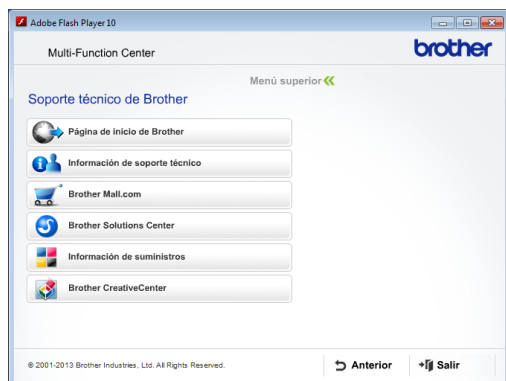 Adobe Flash Player 10
Multi-Function Center
brother
Menú superior
Soporte técnico de Brother
Página de inicio de Brother
Información de soporte técnico
Brother Mall.com
Brother Solutions Center
Información de suministros
Brother CreativeCenter
© 2001-2013 Brother Industries, Ltd. All Rights Reserved.
Anterior
Salir